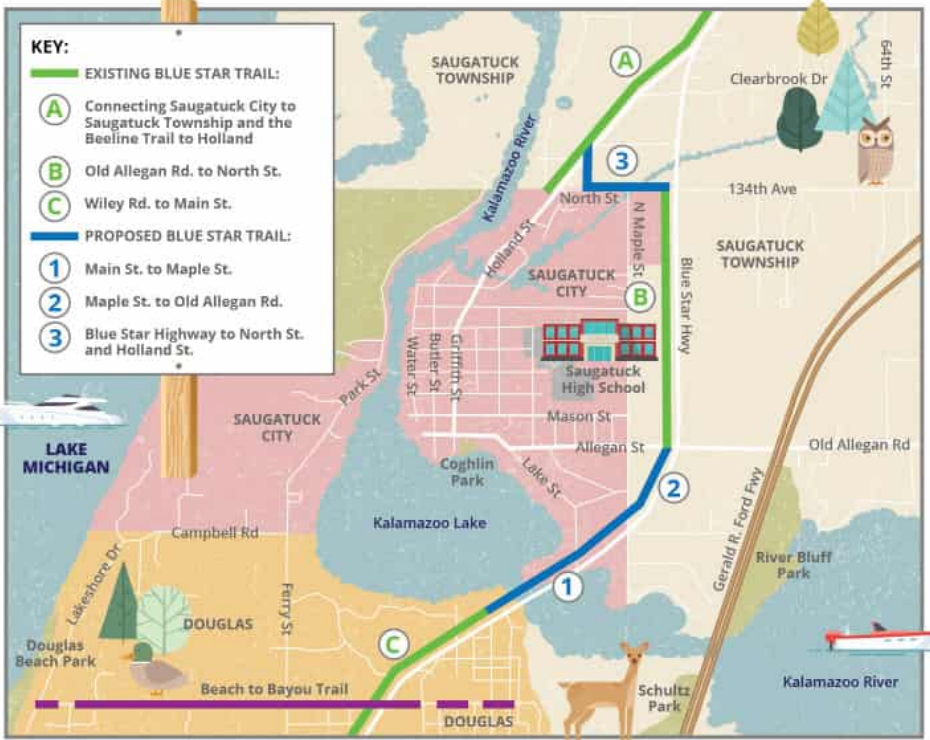 KEY:
EXISTING BLUE STAR TRAIL:
A
Connecting Saugatuck City to
Saugatuck Township and the
Beeline Trail to Holland
B
Old Allegan Rd. to North St.
C
Wiley Rd. to Main St.
PROPOSED BLUE STAR TRAIL:
1
Main St. to Maple St.
2
Maple St. to Old Allegan Rd.
3
Blue Star Highway to North St.
and Holland St.
SAUGATUCK
TOWNSHIP
A
Clearbrook Dr
64th St
Kalamazoo River
3
North St
134th Ave
Holland St
N Maple St
SAUGATUCK
TOWNSHIP
SAUGATUCK
CITY
B
Blue Star Hwy
Water St
Butler St
Griffith St
Saugatuck
High School
Park St
SAUGATUCK
CITY
Mason St
LAKE
MICHIGAN
Allegan St
Old Allegan Rd
Coghlin
Park
Lake St
2
Gerald R. Ford Fwy
Kalamazoo Lake
Campbell Rd
River Bluff
Park
Lakeshore Dr
1
Ferry St
DOUGLAS
C
Douglas
Beach Park
Beach to Bayou Trail
Schultz
Park
Kalamazoo River
DOUGLAS